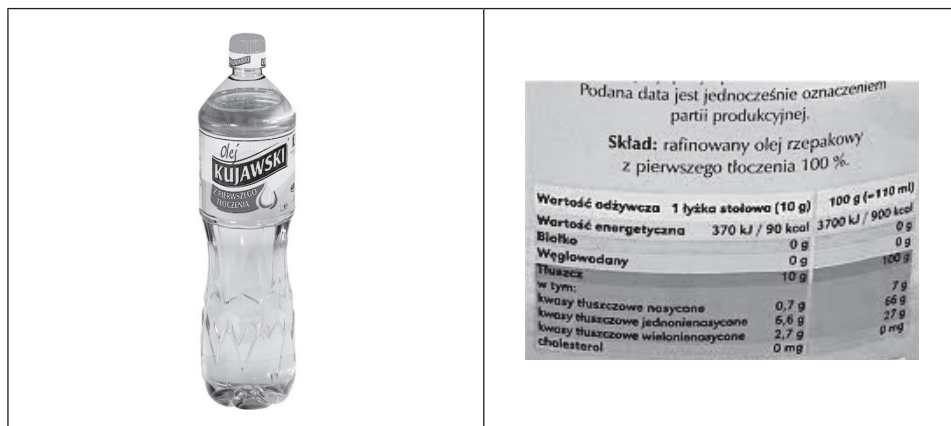 Olej
KUJAWSKI
Z PIERWSZEGO
TŁOCZENIA
Podana data jest jednocześnie oznaczeniem
partii produkcyjnej.
Skład: rafinowany olej rzepakowy
z pierwszego tłoczenia 100 %.
Wartość odżywcza 1 łyżka stołowa (10 g) 100 g (=110 ml)
Wartość energetyczna 370 kJ / 90 kcal 3700 kJ / 900 kcal
Białko 0 g 0 g
Węglowodany 0 g 0 g
Tłuszcz 10 g 100 g
w tym:
kwasy tłuszczowe nasycone 0,7 g 7 g
kwasy tłuszczowe jednonienasycone 6,6 g 66 g
kwasy tłuszczowe wielonienasycone 2,7 g 27 g
cholesterol 0 mg 0 mg